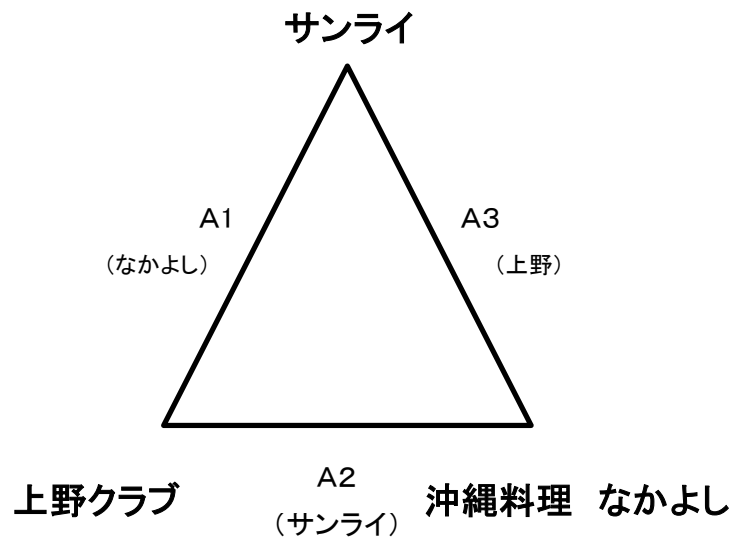 サンライ
A1
A3
(なかよし)
(上野)
A2
上野クラブ
沖縄料理 なかよし
(サンライ)